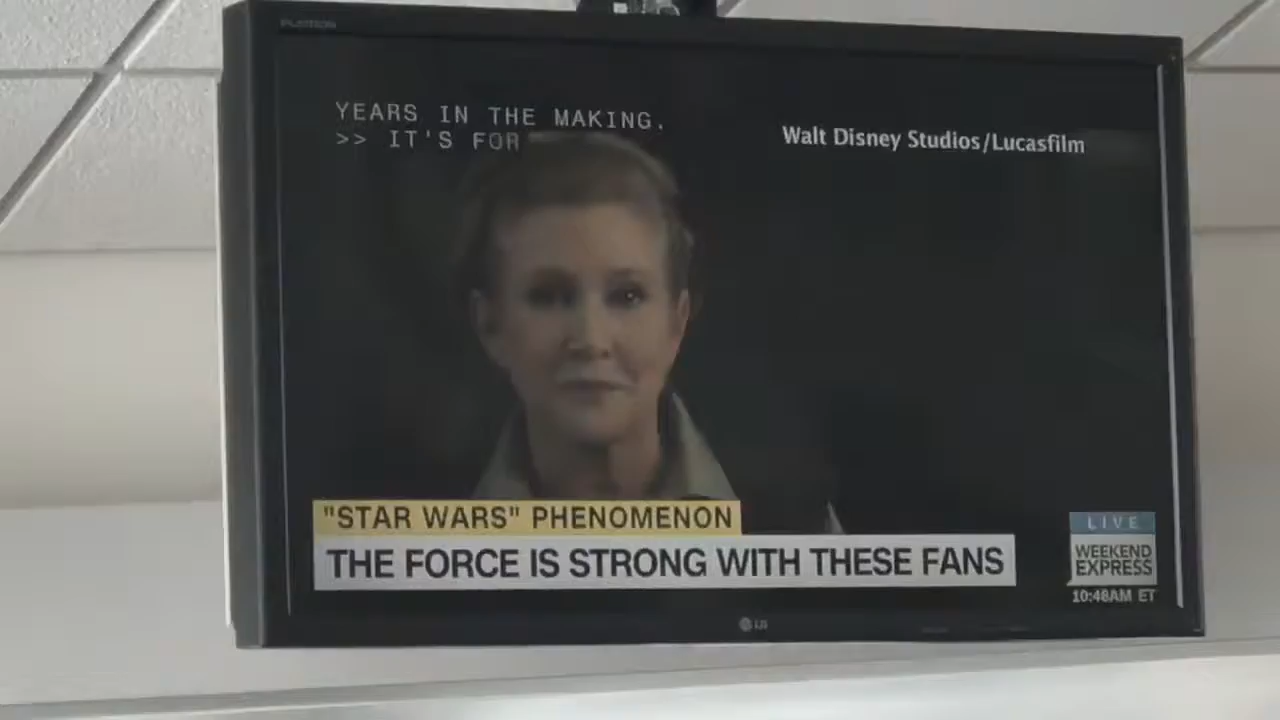 YEARS IN THE MAKING.
>> IT'S FOR
Walt Disney Studios/Lucasfilm
"STAR WARS" PHENOMENON
THE FORCE IS STRONG WITH THESE FANS
LIVE
WEEKEND
EXPRESS
10:48AM ET
LG